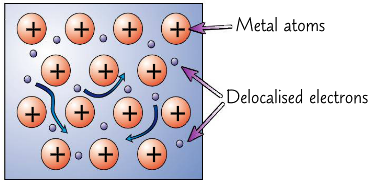 Metal atoms
Delocalised electrons
+ + + +
+ + +
+ + + +
+ + +